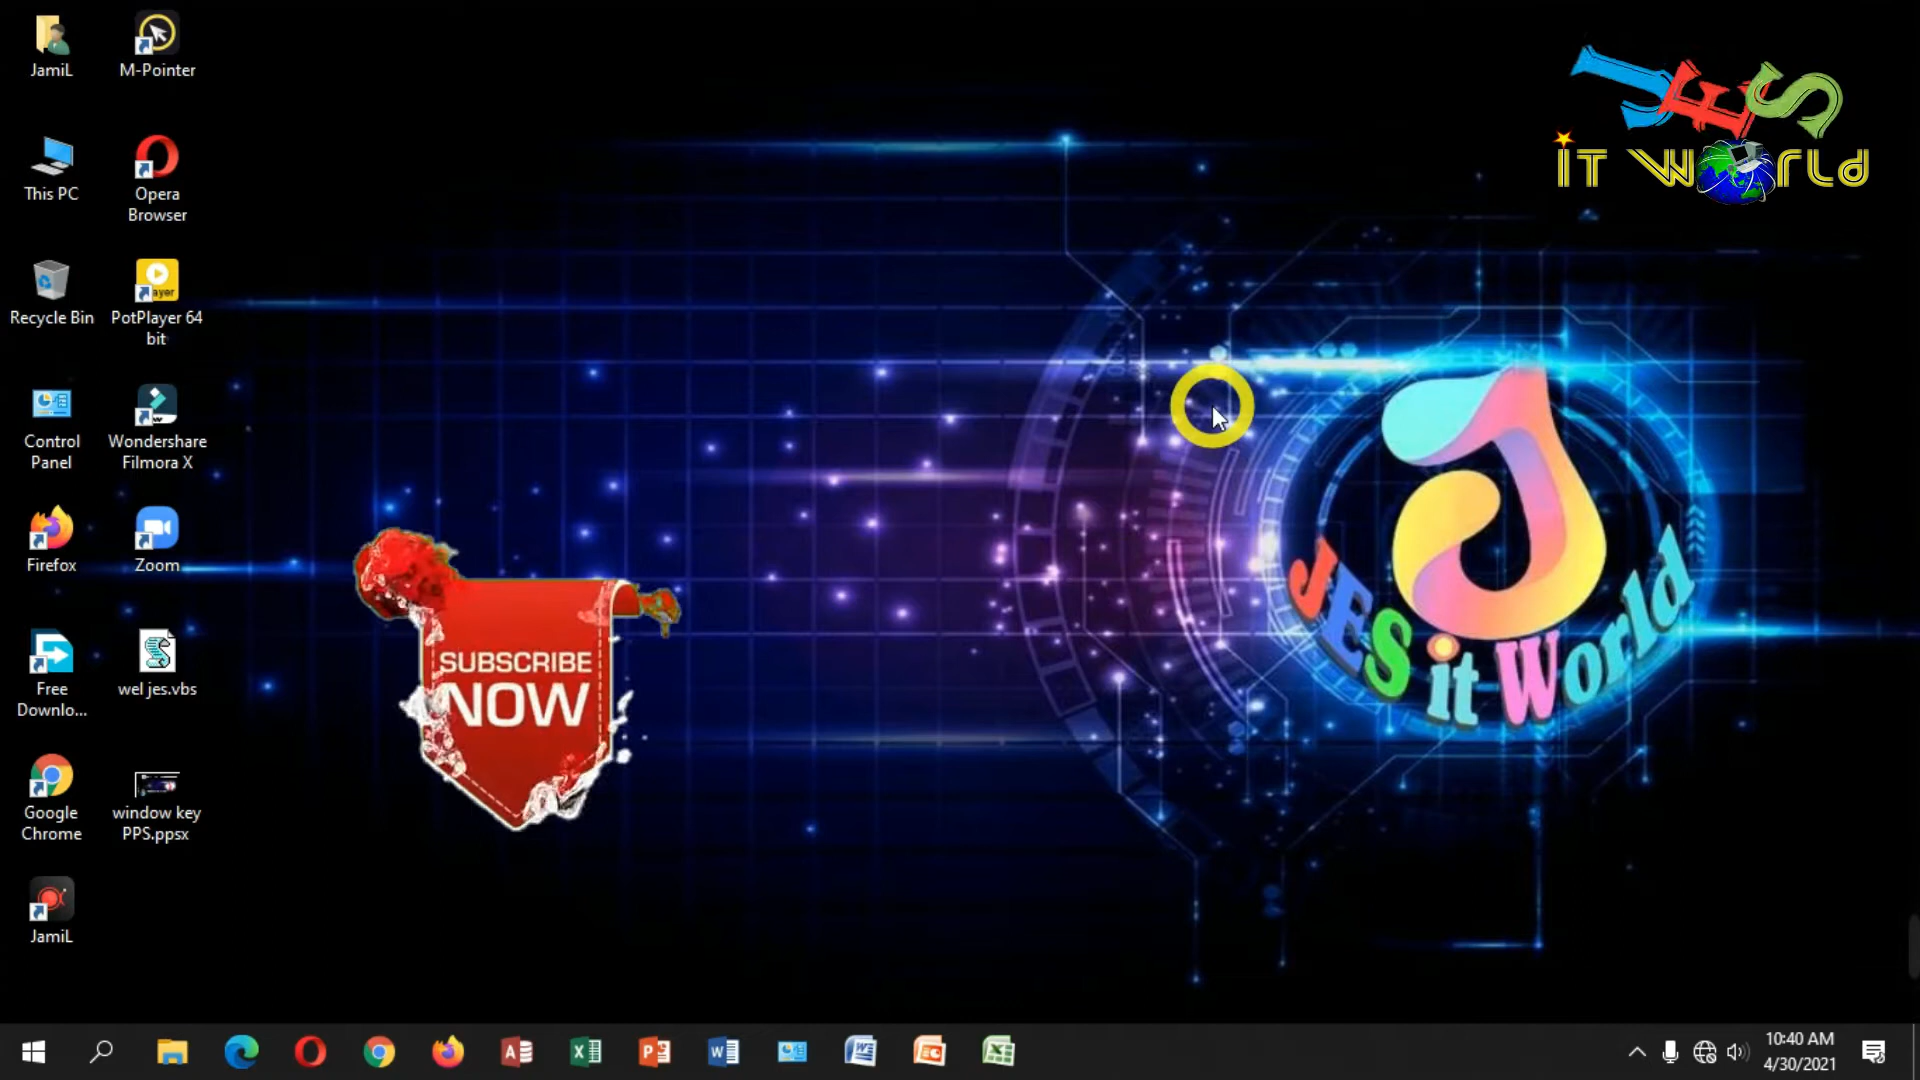 JamiL
M-Pointer
This PC
Opera
Browser
Recycle Bin
PotPlayer 64
bit
Control
Panel
Wondershare
Filmora X
Firefox
Zoom
Free
Downlo...
wel jes.vbs
Google
Chrome
window key
PPS.ppsx
JamiL
JES
iT WOrld
SUBSCRIBE
NOW
JES it World
10:40 AM
4/30/2021